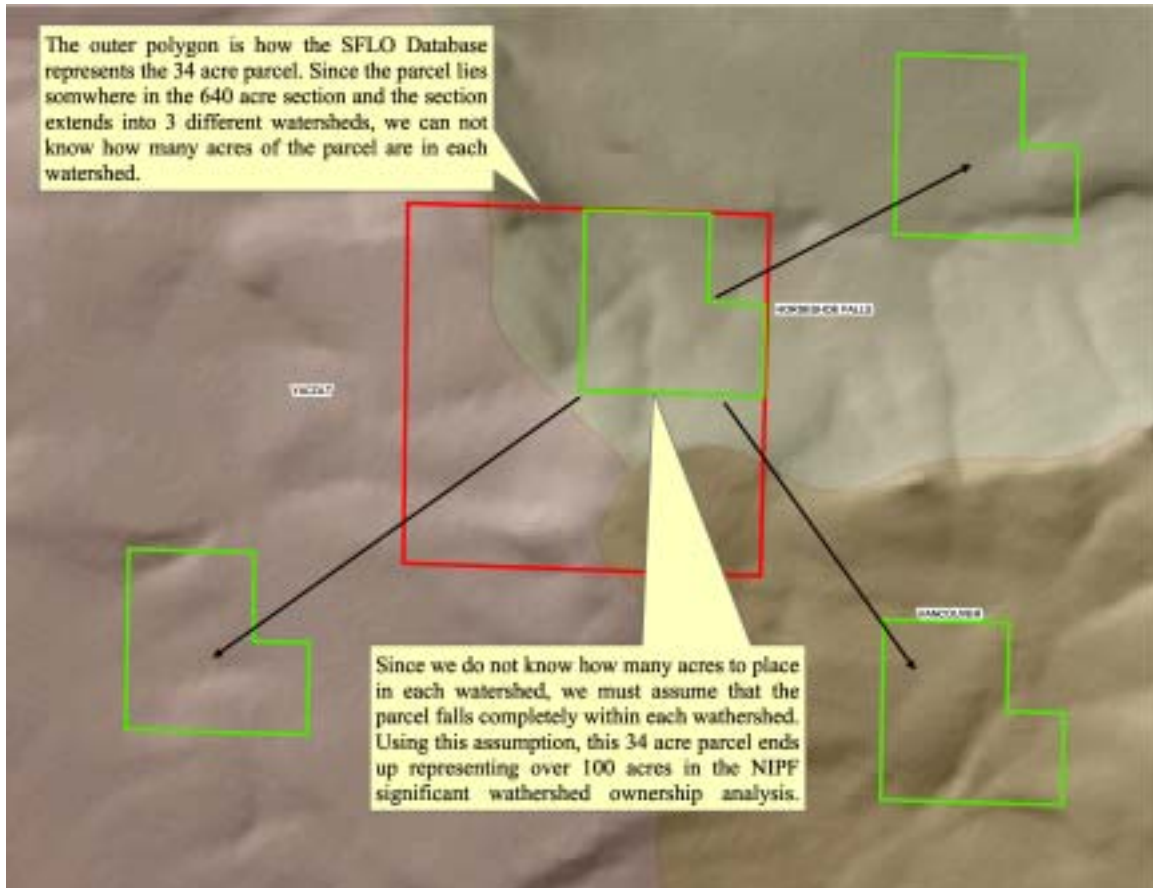 The outer polygon is how the SFLO Database
represents the 34 acre parcel. Since the parcel lies
somwhere in the 640 acre section and the section
extends into 3 different watersheds, we can not
know how many acres of the parcel are in each
watershed.
HORSESHOE FALLS
YACOLT
VANCOUVER
Since we do not know how many acres to place
in each watershed, we must assume that the
parcel falls completely within each wathershed.
Using this assumption, this 34 acre parcel ends
up representing over 100 acres in the NIPF
significant wathershed ownership analysis.